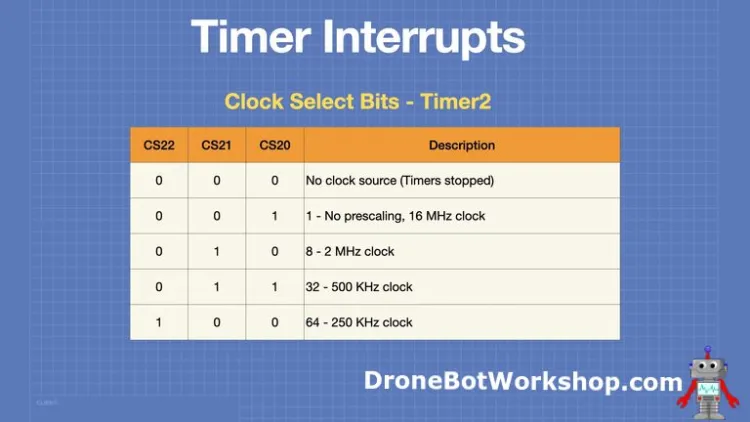 Timer Interrupts
Clock Select Bits - Timer2
CS22 CS21 CS20 Description
0 0 0 No clock source (Timers stopped)
0 0 1 1 - No prescaling, 16 MHz clock
0 1 0 8 - 2 MHz clock
0 1 1 32 - 500 KHz clock
1 0 0 64 - 250 KHz clock
DroneBotWorkshop.com